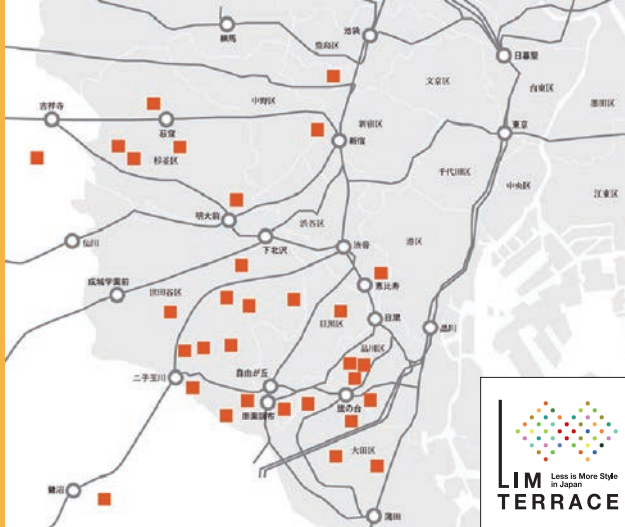 練馬
池袋
豊島区
日暮里
文京区
台東区
墨田区
中野区
吉祥寺
荻窪
新宿区
新宿
東京
杉並区
千代田区
中央区
江東区
明大前
渋谷区
仙川
下北沢
渋谷
港区
成城学園前
恵比寿
世田谷区
目黒区
目黒
品川
品川区
二子玉川
自由が丘
田園調布
旗の台
大田区
鷺沼
蒲田
LIM
Less is More Style
in Japan
TERRACE